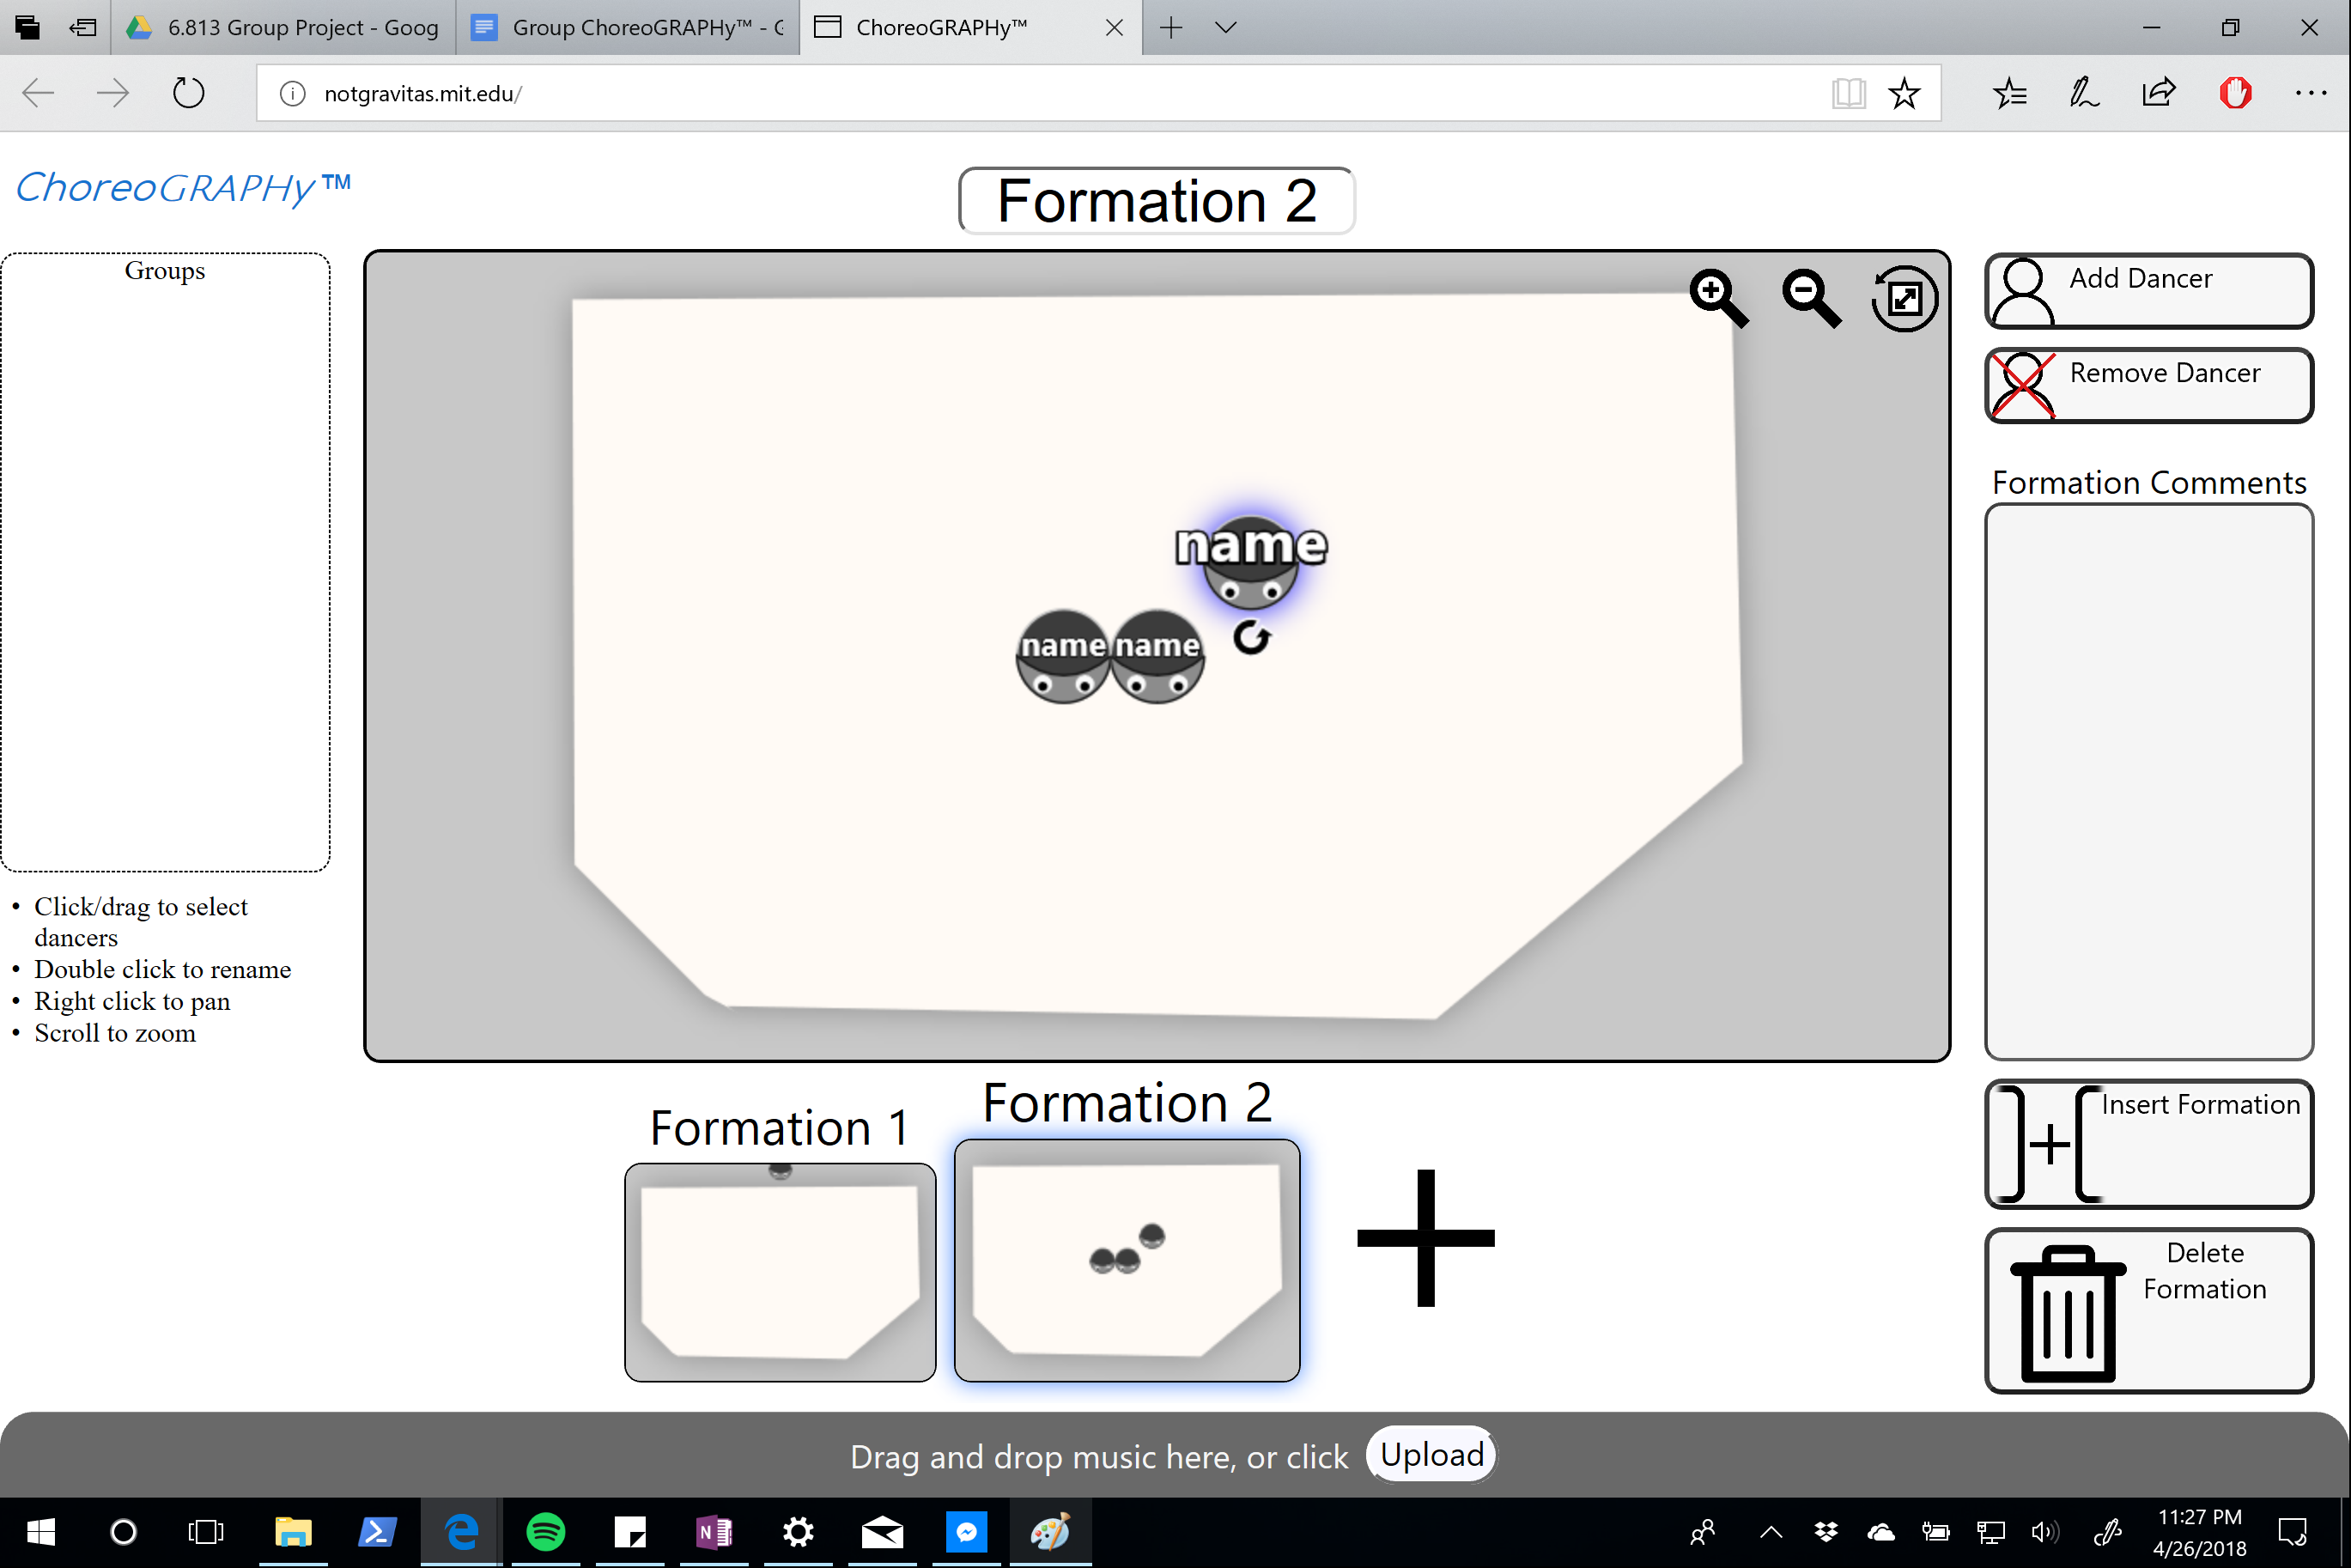 6.813 Group Project - Goog
Group ChoreoGRAPHy™ - G
ChoreoGRAPHy™
notgravitas.mit.edu/
ChoreoGRAPHy™
Formation 2
Groups
Add Dancer
Remove Dancer
Formation Comments
name
name name
Click/drag to select
dancers
Double click to rename
Right click to pan
Scroll to zoom
Formation 1
Formation 2
Insert Formation
Delete
Formation
Drag and drop music here, or click Upload
11:27 PM
4/26/2018